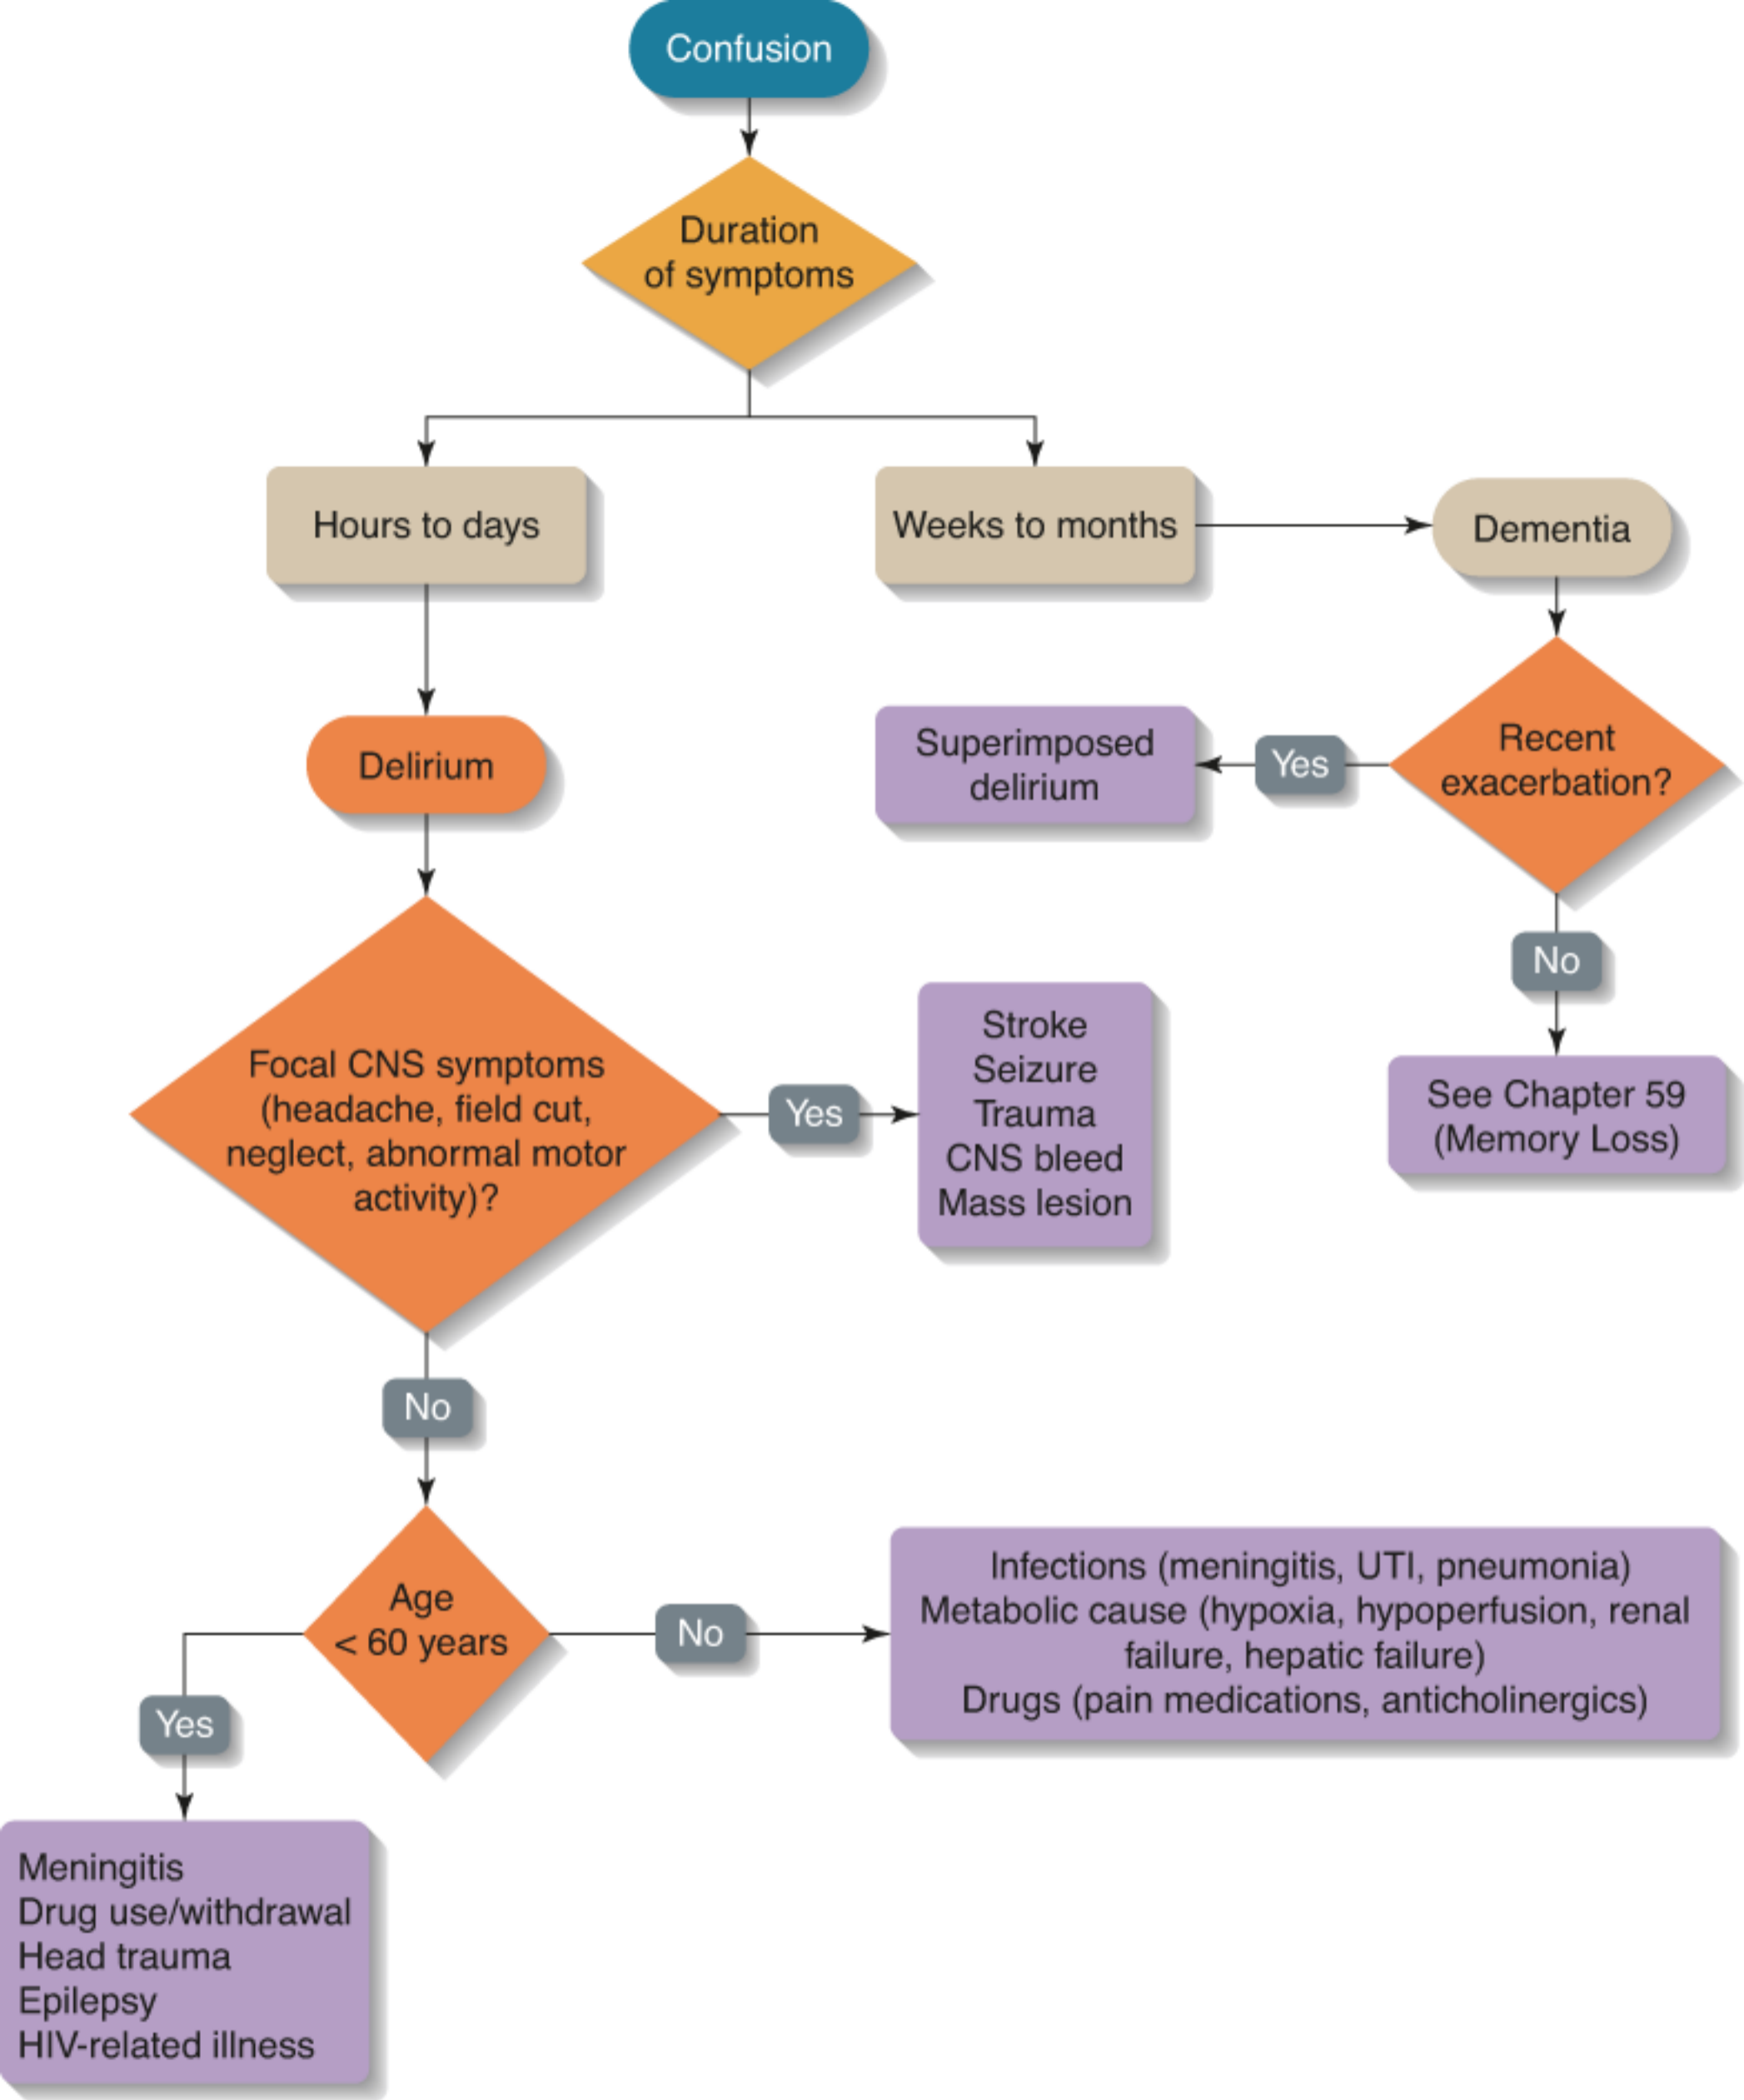 Confusion
Duration
of symptoms
Hours to days
Weeks to months
Dementia
Delirium
Superimposed
delirium
Yes
Recent
exacerbation?
No
See Chapter 59
(Memory Loss)
Focal CNS symptoms
(headache, field cut,
neglect, abnormal motor
activity)?
Yes
Stroke
Seizure
Trauma
CNS bleed
Mass lesion
No
Age
< 60 years
No
Infections (meningitis, UTI, pneumonia)
Metabolic cause (hypoxia, hypoperfusion, renal
failure, hepatic failure)
Drugs (pain medications, anticholinergics)
Yes
Meningitis
Drug use/withdrawal
Head trauma
Epilepsy
HIV-related illness